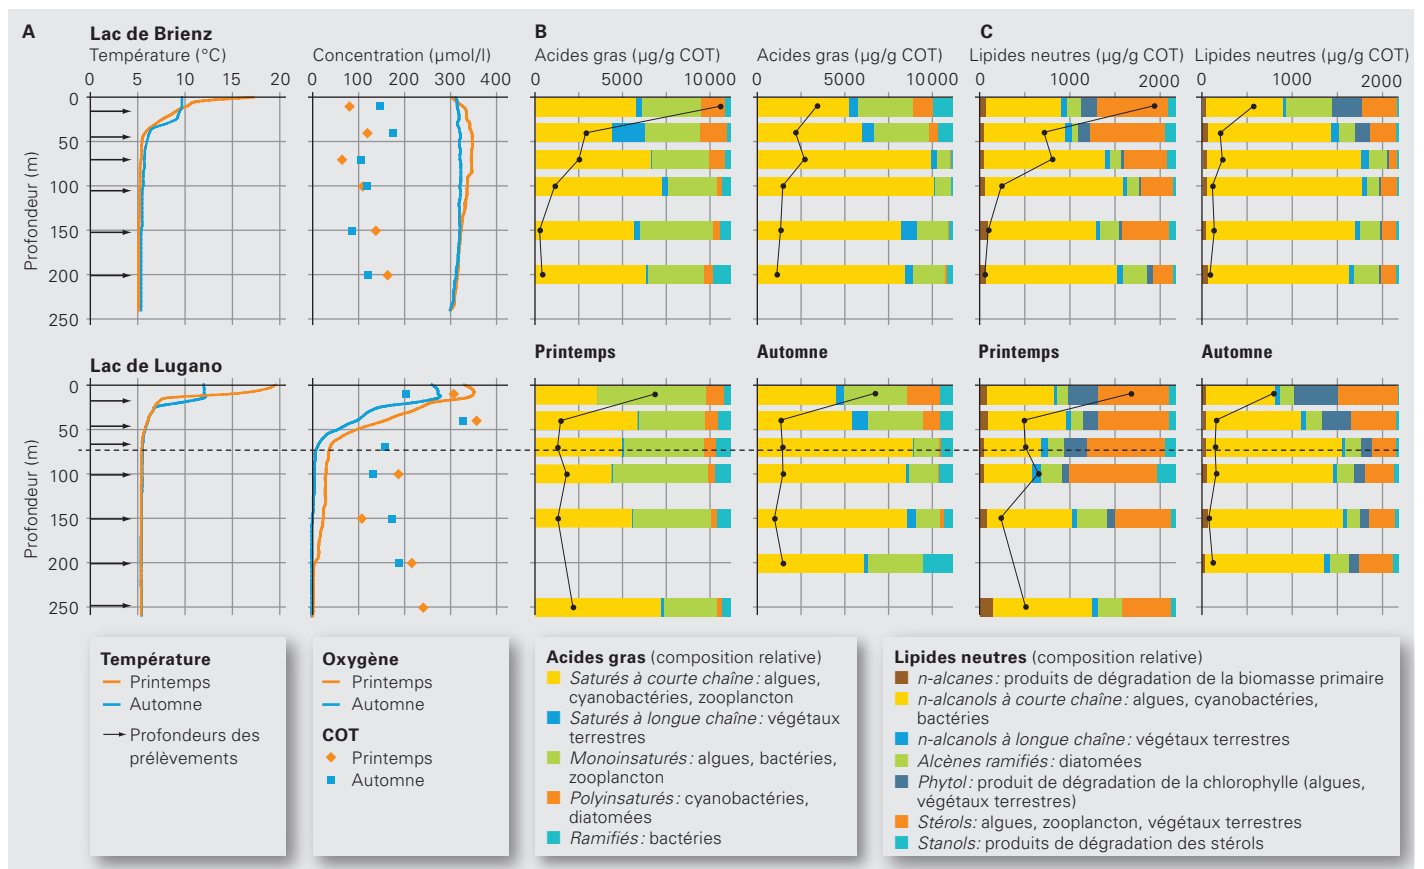 A
Lac de Brienz
Température (°C)
0 5 10 15 20
Concentration (µmol/l)
0 100 200 300 400
B
Acides gras (µg/g COT)
0 5000 10000
Acides gras (µg/g COT)
0 5000 10000
C
Lipides neutres (µg/g COT)
0 1000 2000
Lipides neutres (µg/g COT)
0 1000 2000
Profondeur (m)
0
50
100
150
200
250
Lac de Lugano
Printemps
Automne
Printemps
Automne
Profondeur (m)
0
50
100
150
200
250
Température
Printemps
Automne
Profondeurs des
prélèvements
Oxygène
Printemps
Automne
COT
Printemps
Automne
Acides gras (composition relative)
Saturés à courte chaîne : algues,
cyanobactéries, zooplancton
Saturés à longue chaîne : végétaux
terrestres
Monoinsaturés : algues, bactéries,
zooplancton
Polyinsaturés : cyanobactéries,
diatomées
Ramifiés : bactéries
Lipides neutres (composition relative)
n-alcanes : produits de dégradation de la biomasse primaire
n-alcanols à courte chaîne : algues, cyanobactéries,
bactéries
n-alcanols à longue chaîne : végétaux terrestres
Alcènes ramifiés : diatomées
Phytol : produit de dégradation de la chlorophylle (algues,
végétaux terrestres)
Stérols : algues, zooplancton, végétaux terrestres
Stanols : produits de dégradation des stérols